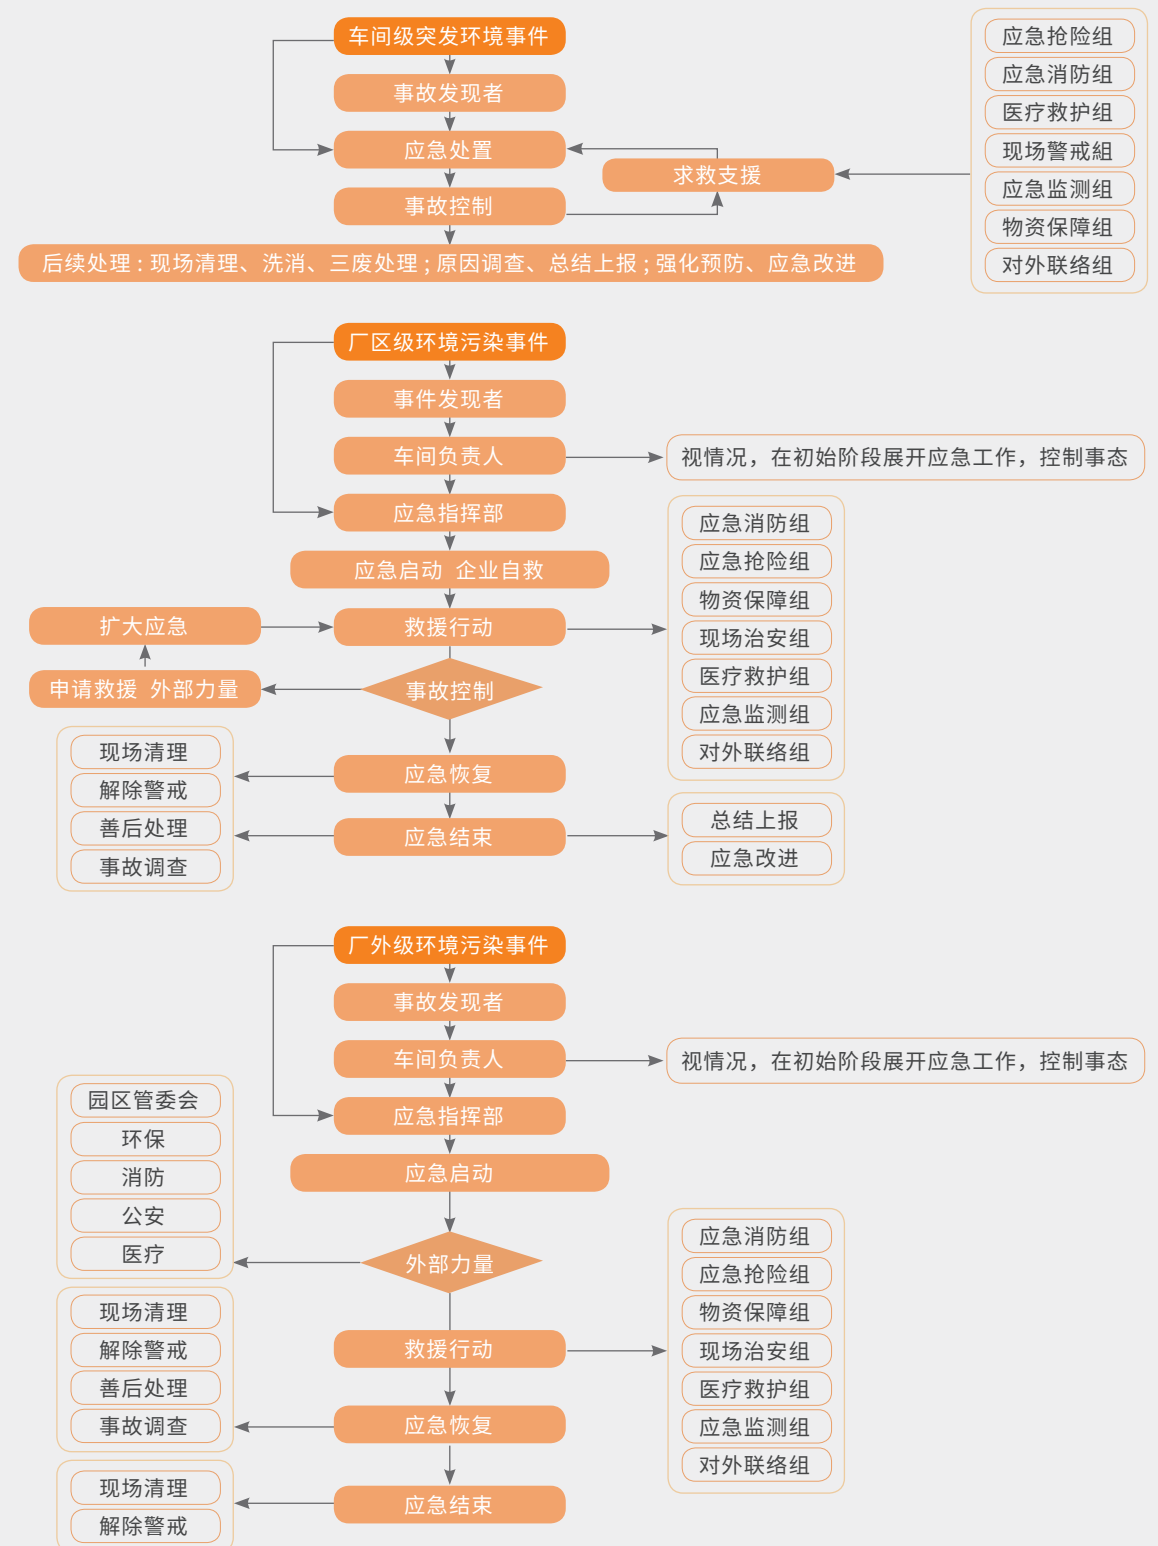 车间级突发环境事件
事故发现者
应急处置
事故控制
求救支援
应急抢险组
应急消防组
医疗救护组
现场警戒組
应急监测组
物资保障组
对外联络组
后续处理：现场清理、洗消、三废处理；原因调查、总结上报；强化预防、应急改进
厂区级环境污染事件
事件发现者
车间负责人
视情况，在初始阶段展开应急工作，控制事态
应急指挥部
应急启动 企业自救
救援行动
扩大应急
申请救援 外部力量
事故控制
应急消防组
应急抢险组
物资保障组
现场治安组
医疗救护组
应急监测组
对外联络组
现场清理
解除警戒
善后处理
事故调查
应急恢复
应急结束
总结上报
应急改进
厂外级环境污染事件
事故发现者
车间负责人
视情况，在初始阶段展开应急工作，控制事态
应急指挥部
应急启动
园区管委会
环保
消防
公安
医疗
外部力量
救援行动
应急消防组
应急抢险组
物资保障组
现场治安组
医疗救护组
应急监测组
对外联络组
现场清理
解除警戒
善后处理
事故调查
应急恢复
现场清理
解除警戒
应急结束